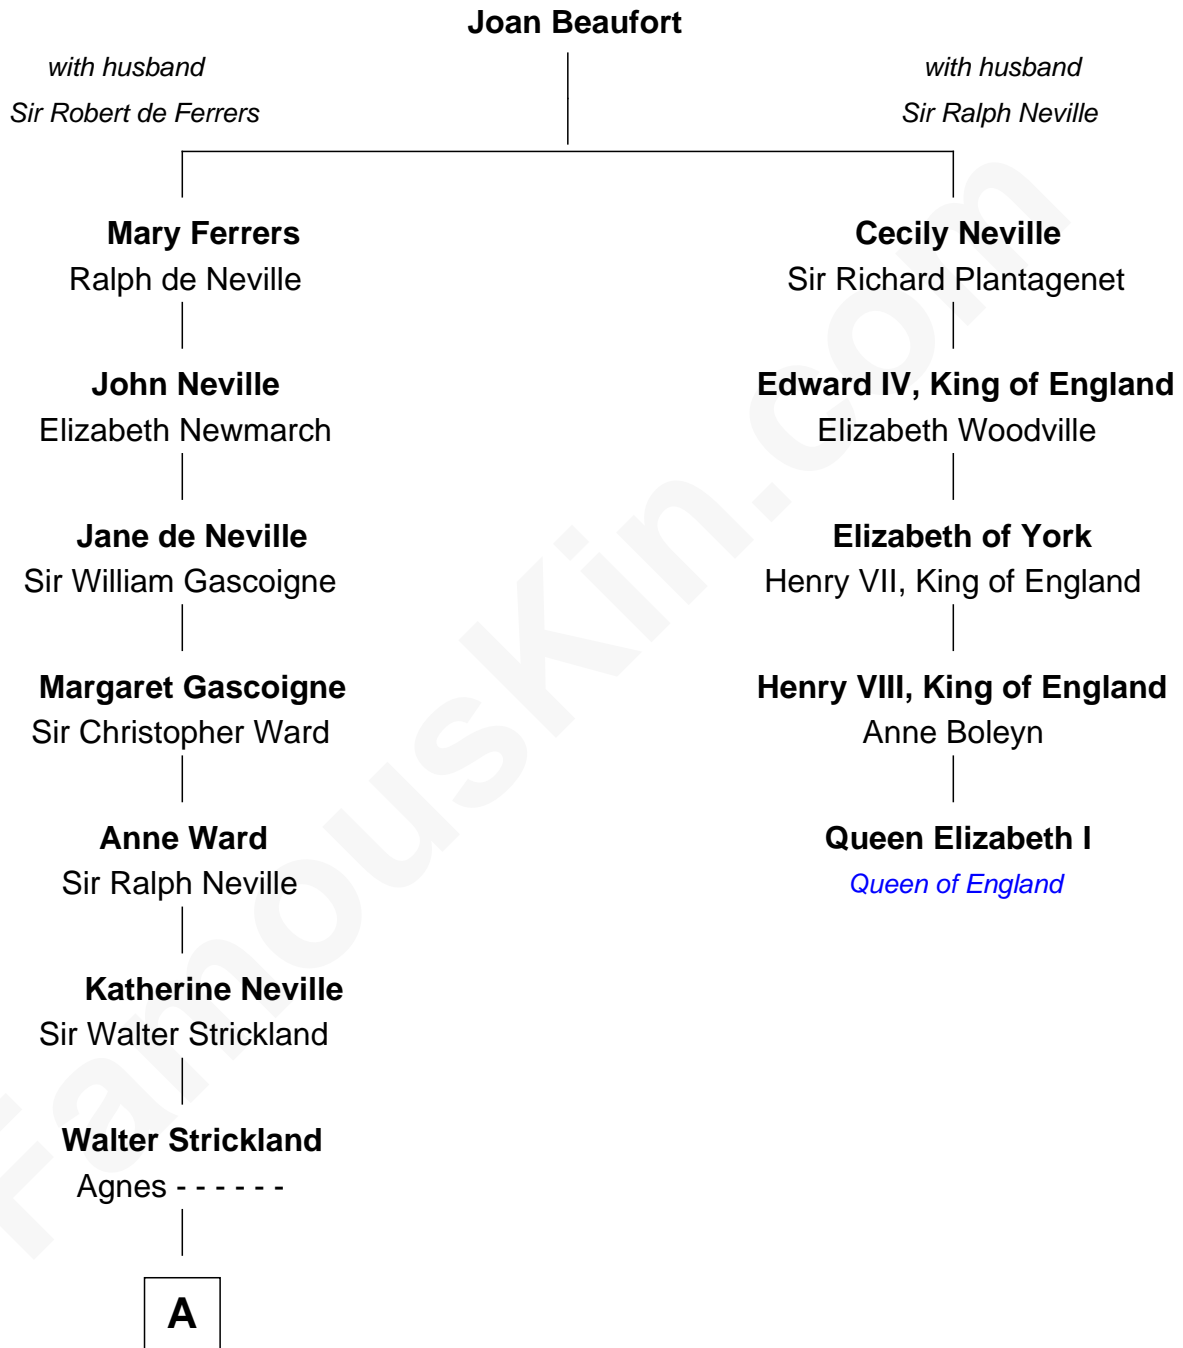 Joan Beaufort
with husband
Sir Robert de Ferrers
with husband
Sir Ralph Neville
Mary Ferrers
Ralph de Neville
John Neville
Elizabeth Newmarch
Jane de Neville
Sir William Gascoigne
Margaret Gascoigne
Sir Christopher Ward
Anne Ward
Sir Ralph Neville
Katherine Neville
Sir Walter Strickland
Walter Strickland
Agnes - - - - - -
A
Cecily Neville
Sir Richard Plantagenet
Edward IV, King of England
Elizabeth Woodville
Elizabeth of York
Henry VII, King of England
Henry VIII, King of England
Anne Boleyn
Queen Elizabeth I
Queen of England
FamousKin.com